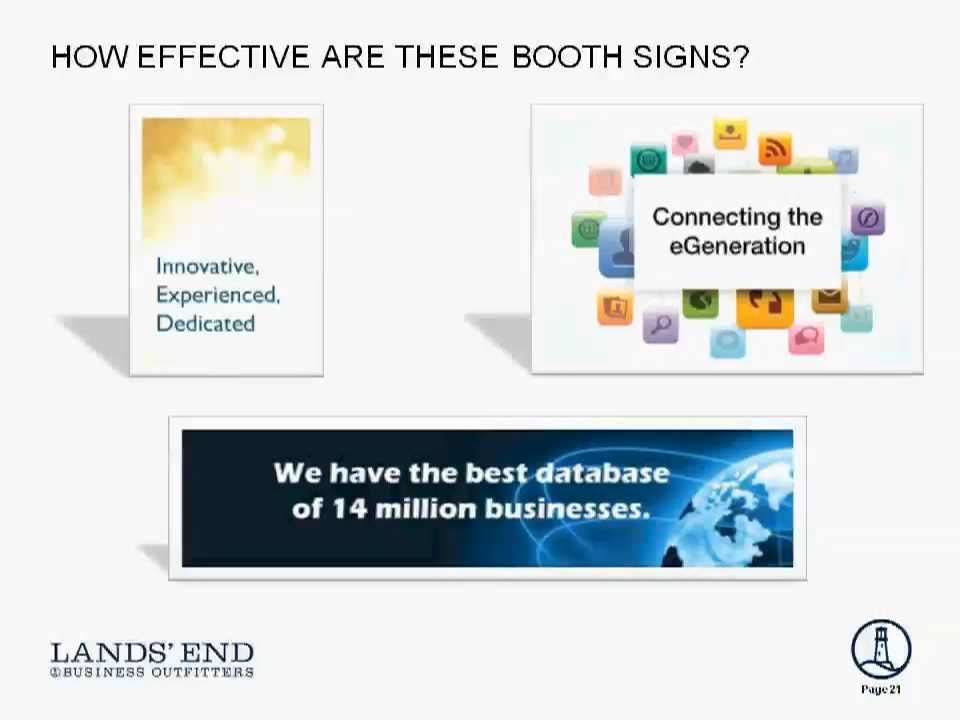 HOW EFFECTIVE ARE THESE BOOTH SIGNS?
Innovative,
Experienced,
Dedicated
Connecting the
eGeneration
We have the best database
of 14 million businesses.
LANDS' END
BUSINESS OUTFITTERS
Page 21